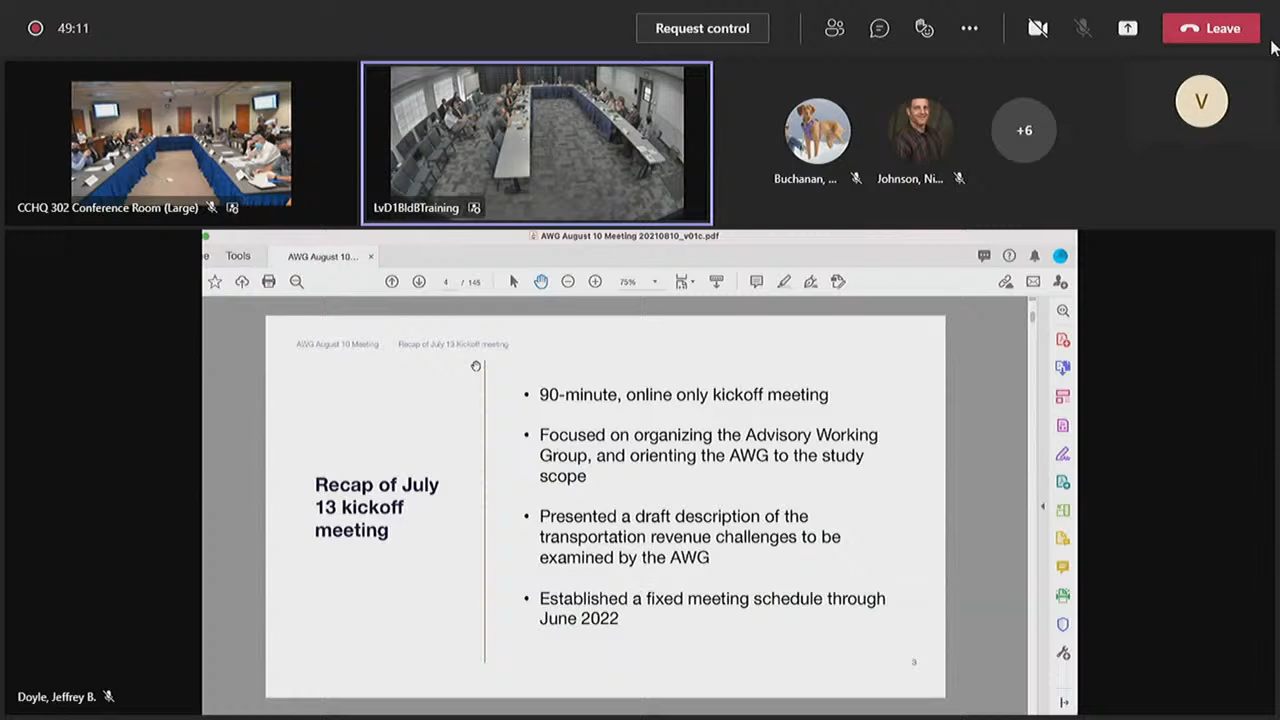 49:11
Request control
Leave
V
+6
Buchanan, ...
Johnson, Ni...
CCHQ 302 Conference Room (Large)
LvD1BldBTraining
AWG August 10 Meeting 20210810_v01c.pdf
e
Tools
AWG August 10...
4 / 145
75%
AWG August 10 Meeting
Recap of July 13 Kickoff meeting
• 90-minute, online only kickoff meeting
• Focused on organizing the Advisory Working
Group, and orienting the AWG to the study
scope
Recap of July
13 kickoff
meeting
• Presented a draft description of the
transportation revenue challenges to be
examined by the AWG
• Established a fixed meeting schedule through
June 2022
3
Doyle, Jeffrey B.